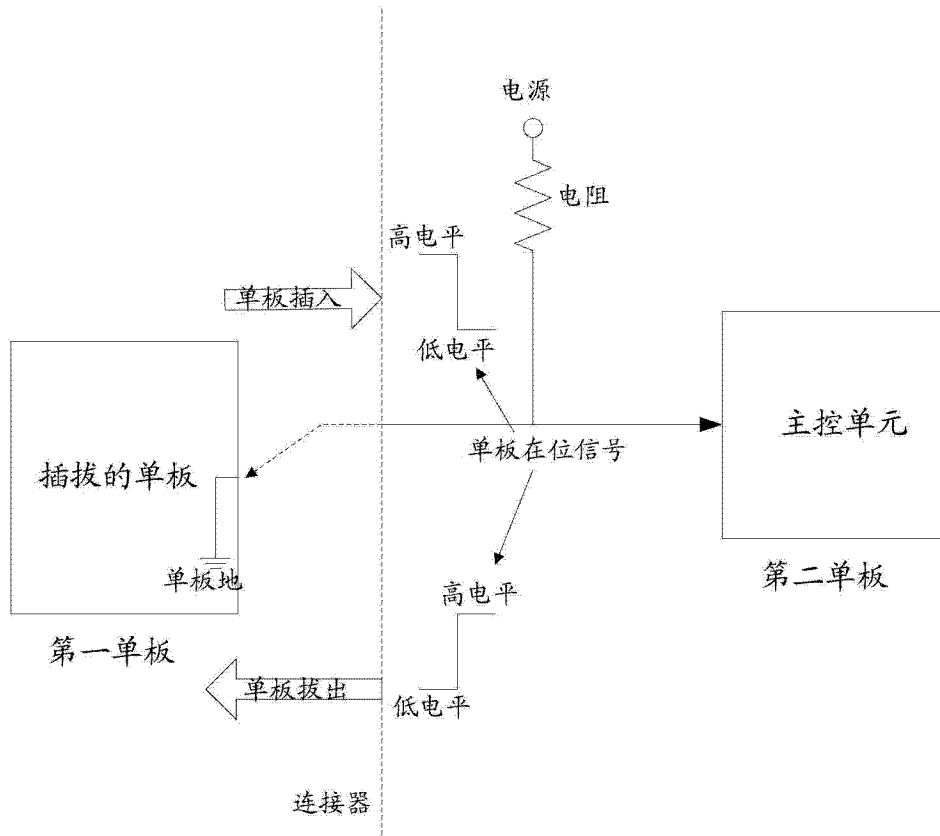 电源
电阻
高电平
单板插入
低电平
主控单元
单板在位信号
插拔的单板
单板地
第二单板
高电平
第一单板
单板拔出
低电平
连接器